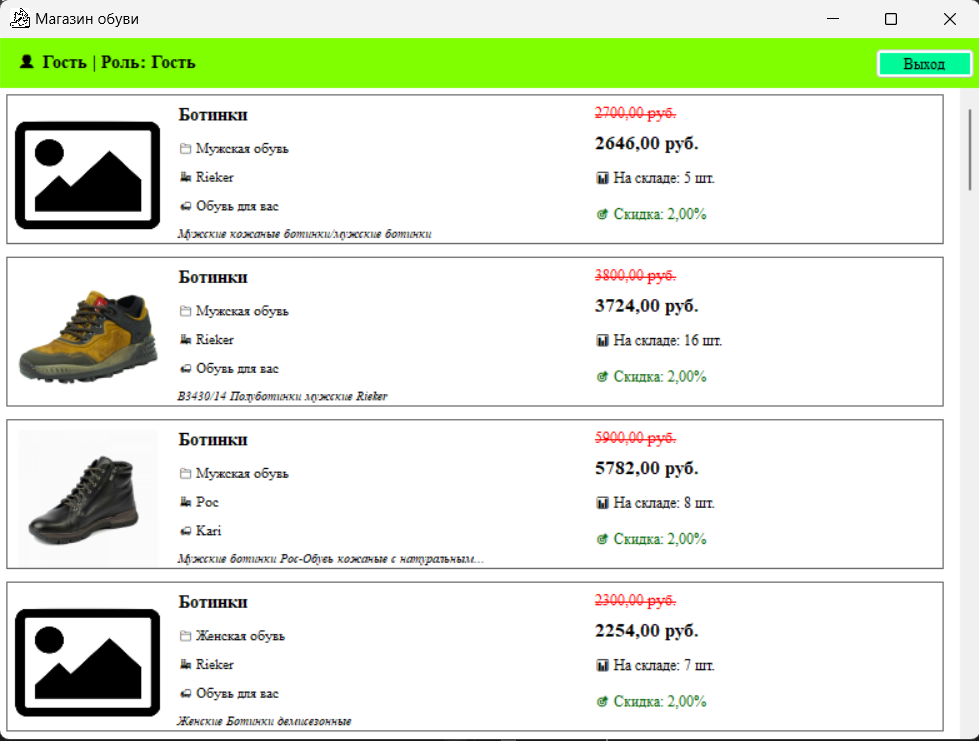 Магазин обуви
Гость | Роль: Гость
Выход
Ботинки
Мужская обувь
Rieker
Обувь для вас
Мужские кожаные ботинки/мужские ботинки
2700,00 руб.
2646,00 руб.
На складе: 5 шт.
Скидка: 2,00%
Ботинки
Мужская обувь
Rieker
Обувь для вас
B3430/14 Полуботинки мужские Rieker
3800,00 руб.
3724,00 руб.
На складе: 16 шт.
Скидка: 2,00%
Ботинки
Мужская обувь
Рос
Kari
Мужские ботинки Рос-Обувь кожаные с натуральным...
5900,00 руб.
5782,00 руб.
На складе: 8 шт.
Скидка: 2,00%
Ботинки
Женская обувь
Rieker
Обувь для вас
Женские Ботинки демисезонные
2300,00 руб.
2254,00 руб.
На складе: 7 шт.
Скидка: 2,00%